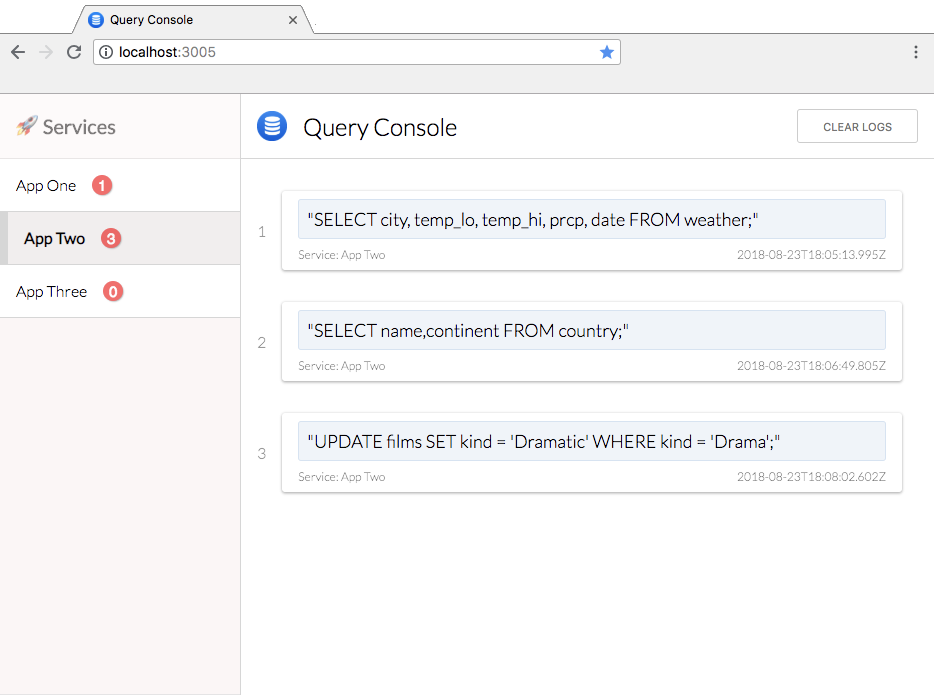 Query Console
localhost:3005
Services
Query Console
CLEAR LOGS
App One 1
App Two 3
App Three 0
1
"SELECT city, temp_lo, temp_hi, prcp, date FROM weather;"
Service: App Two 2018-08-23T18:05:13.995Z
2
"SELECT name,continent FROM country;"
Service: App Two 2018-08-23T18:06:49.805Z
3
"UPDATE films SET kind = 'Dramatic' WHERE kind = 'Drama';"
Service: App Two 2018-08-23T18:08:02.602Z